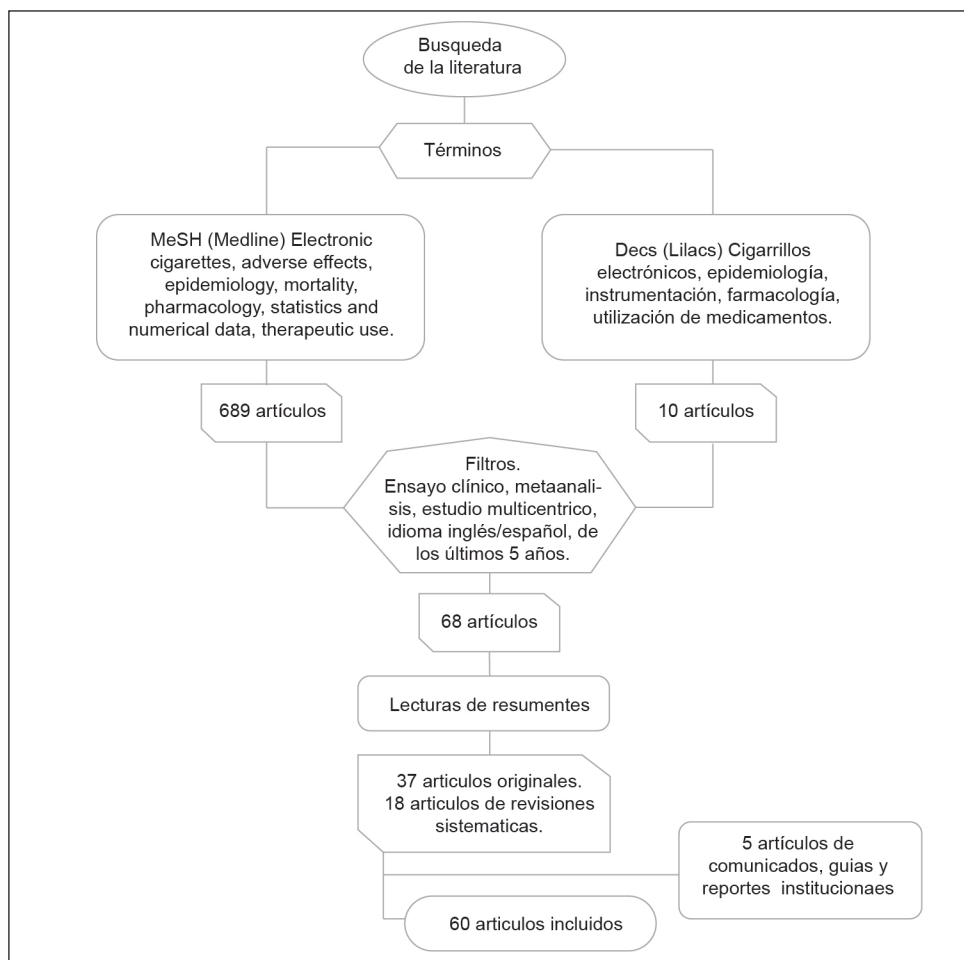 Busqueda
de la literatura
Términos
MeSH (Medline) Electronic
cigarettes, adverse effects,
epidemiology, mortality,
pharmacology, statistics and
numerical data, therapeutic use.
Decs (Lilacs) Cigarrillos
electrónicos, epidemiología,
instrumentación, farmacología,
utilización de medicamentos.
689 artículos
10 artículos
Filtros.
Ensayo clínico, metaanali-
sis, estudio multicentrico,
idioma inglés/español, de
los últimos 5 años.
68 artículos
Lecturas de resumentes
37 articulos originales.
18 articulos de revisiones
sistematicas.
5 artículos de
comunicados, guias y
reportes institucionaes
60 articulos incluidos